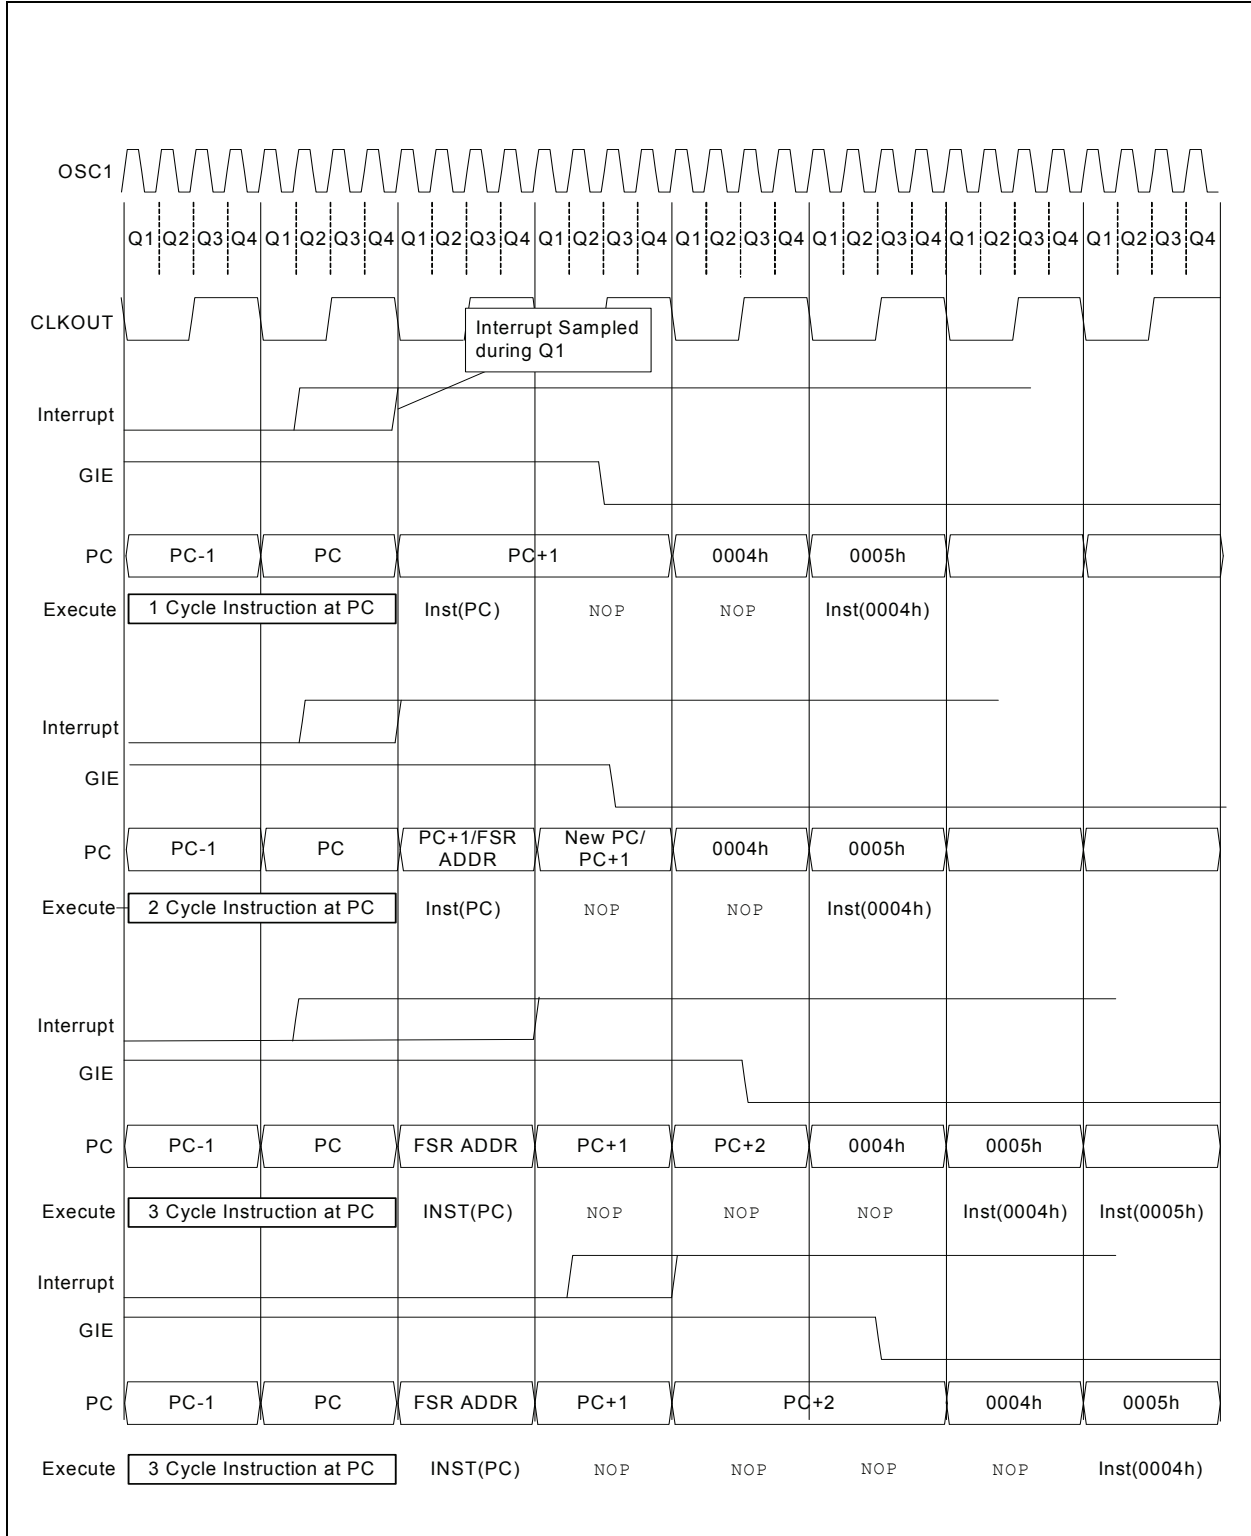 OSC1
Q1 Q2 Q3 Q4 Q1 Q2 Q3 Q4 Q1 Q2 Q3 Q4 Q1 Q2 Q3 Q4 Q1 Q2 Q3 Q4 Q1 Q2 Q3 Q4 Q1 Q2 Q3 Q4 Q1 Q2 Q3 Q4
CLKOUT
Interrupt Sampled
during Q1
Interrupt
GIE
PC PC-1 PC PC+1 0004h 0005h
Execute 1 Cycle Instruction at PC Inst(PC) NOP NOP Inst(0004h)
Interrupt
GIE
PC PC-1 PC PC+1/FSR ADDR New PC/ PC+1 0004h 0005h
Execute 2 Cycle Instruction at PC Inst(PC) NOP NOP Inst(0004h)
Interrupt
GIE
PC PC-1 PC FSR ADDR PC+1 PC+2 0004h 0005h
Execute 3 Cycle Instruction at PC INST(PC) NOP NOP NOP Inst(0004h) Inst(0005h)
Interrupt
GIE
PC PC-1 PC FSR ADDR PC+1 PC+2 0004h 0005h
Execute 3 Cycle Instruction at PC INST(PC) NOP NOP NOP NOP Inst(0004h)